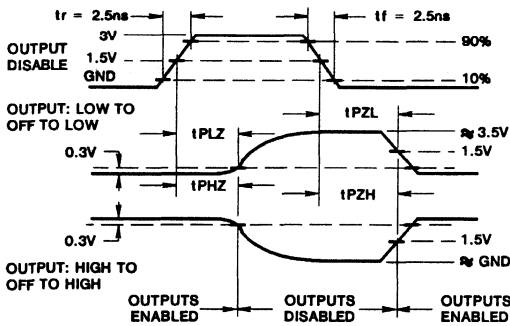 tr = 2.5ns
tf = 2.5ns
3V
90%
OUTPUT
DISABLE
1.5V
GND
10%
OUTPUT: LOW TO
OFF TO LOW
tPLZ
tPZL
≈ 3.5V
1.5V
0.3V
tPHZ
tPZH
0.3V
1.5V
OUTPUT: HIGH TO
OFF TO HIGH
≈ GND
OUTPUTS
ENABLED
OUTPUTS
DISABLED
OUTPUTS
ENABLED